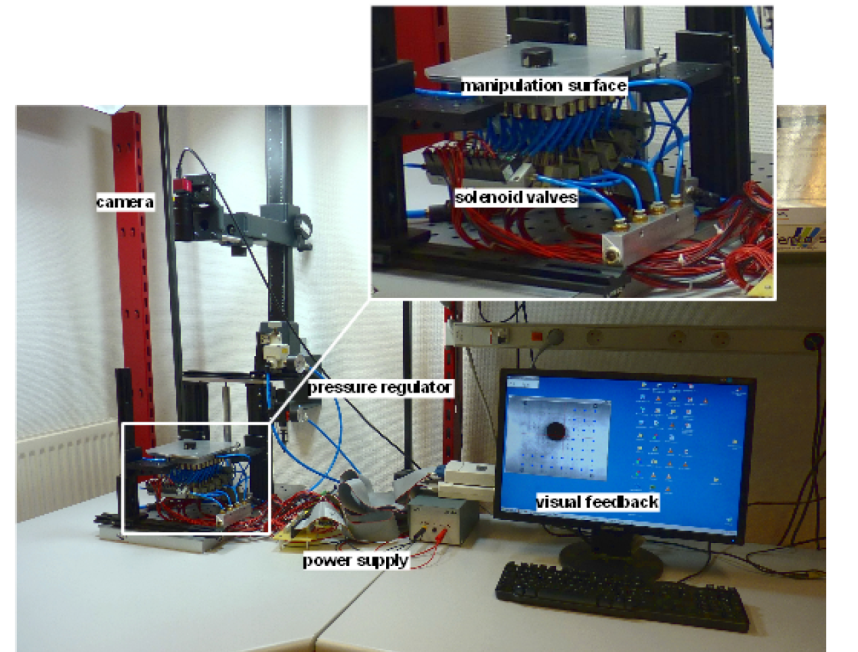 manipulation surface
camera
solenoid valves
pressure regulator
visual feedback
power supply